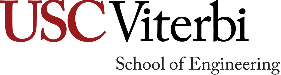 USC Viterbi
School of Engineering